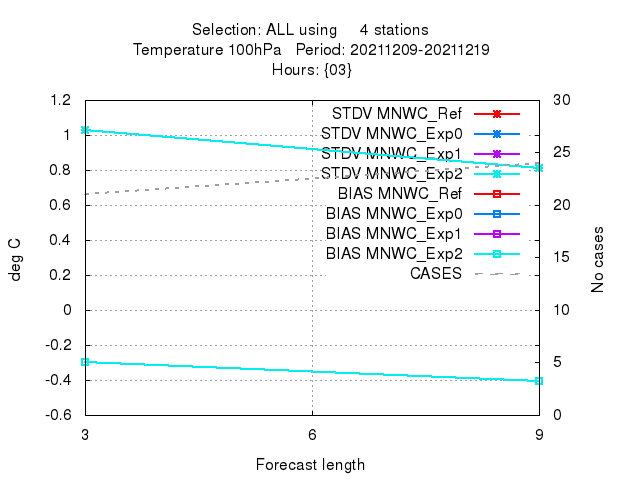 Selection: ALL using     4 stations
Temperature 100hPa   Period: 20211209-20211219
Hours: {03}
1.2
1
0.8
0.6
0.4
0.2
0
-0.2
-0.4
-0.6
deg C
STDV MNWC_Ref
STDV MNWC_Exp0
STDV MNWC_Exp1
STDV MNWC_Exp2
BIAS MNWC_Ref
BIAS MNWC_Exp0
BIAS MNWC_Exp1
BIAS MNWC_Exp2
CASES
30
25
20
15
10
5
0
No cases
3 6 9
Forecast length